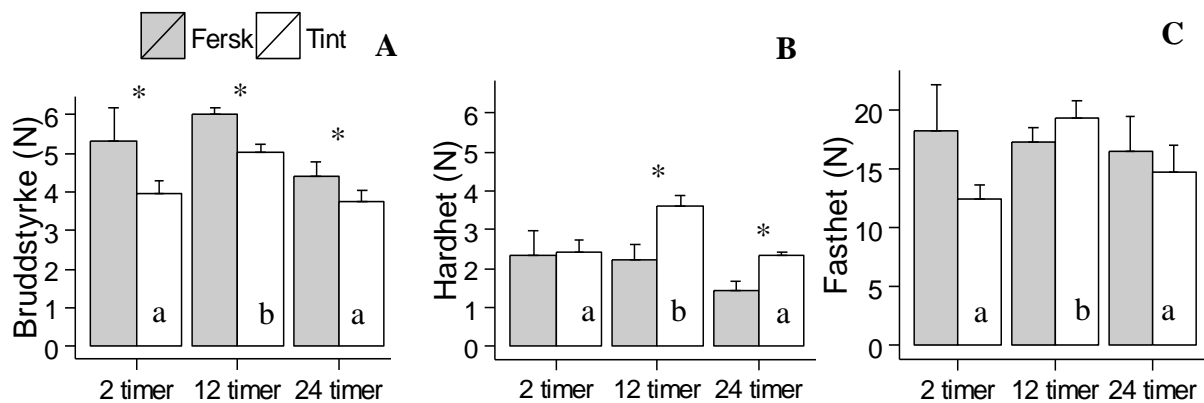 Fersk Tint
A
Bruddstyrke (N)
6
5
4
3
2
1
0
* * *
a b a
2 timer 12 timer 24 timer
B
Hardhet (N)
6
5
4
3
2
1
0
* *
a b a
2 timer 12 timer 24 timer
C
Fasthet (N)
20
15
10
5
0
a b a
2 timer 12 timer 24 timer